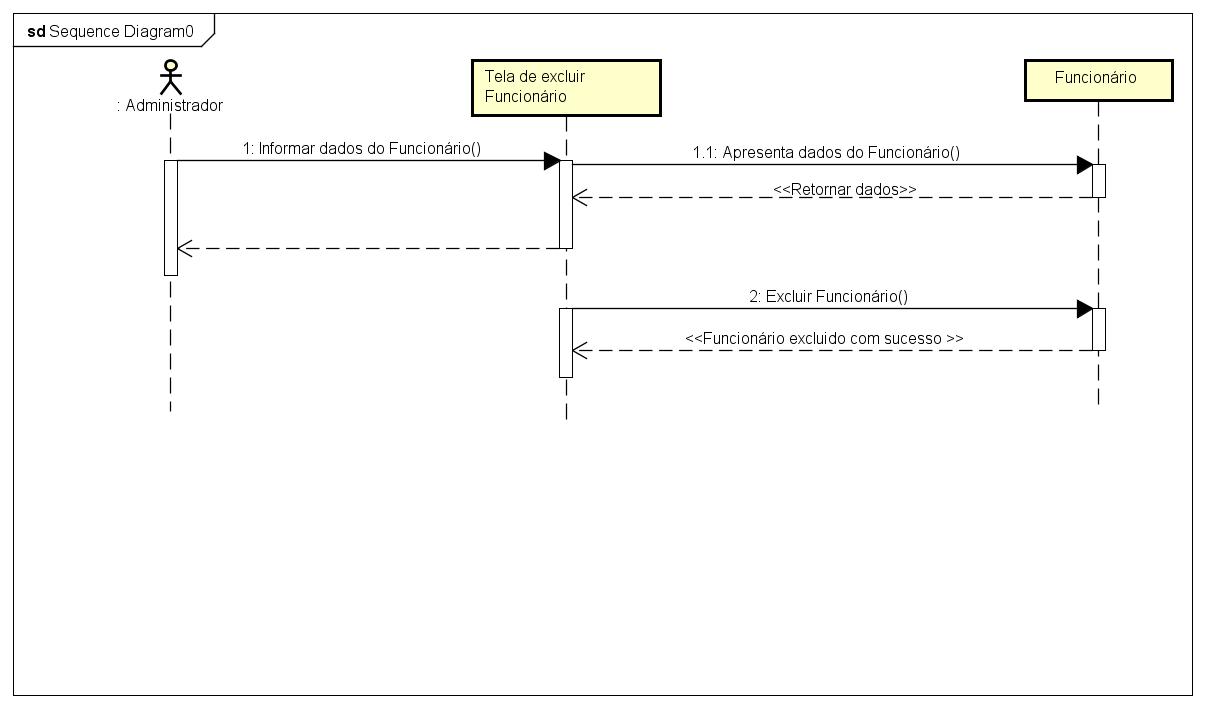 sd Sequence Diagram0
: Administrador
Tela de excluir
Funcionário
Funcionário
1: Informar dados do Funcionário()
1.1: Apresenta dados do Funcionário()
<<Retornar dados>>
2: Excluir Funcionário()
<<Funcionário excluido com sucesso >>